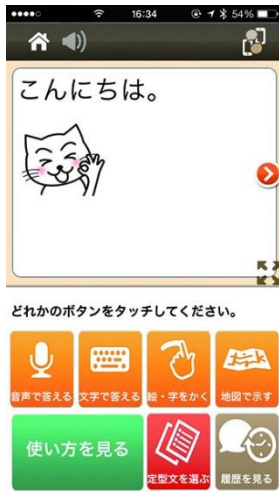 16:34
54%
こんにちは。
どれかのボタンをタッチしてください。
音声で答える 文字で答える 絵・字をかく 地図で示す
使い方を見る 定型文を選ぶ 履歴を見る